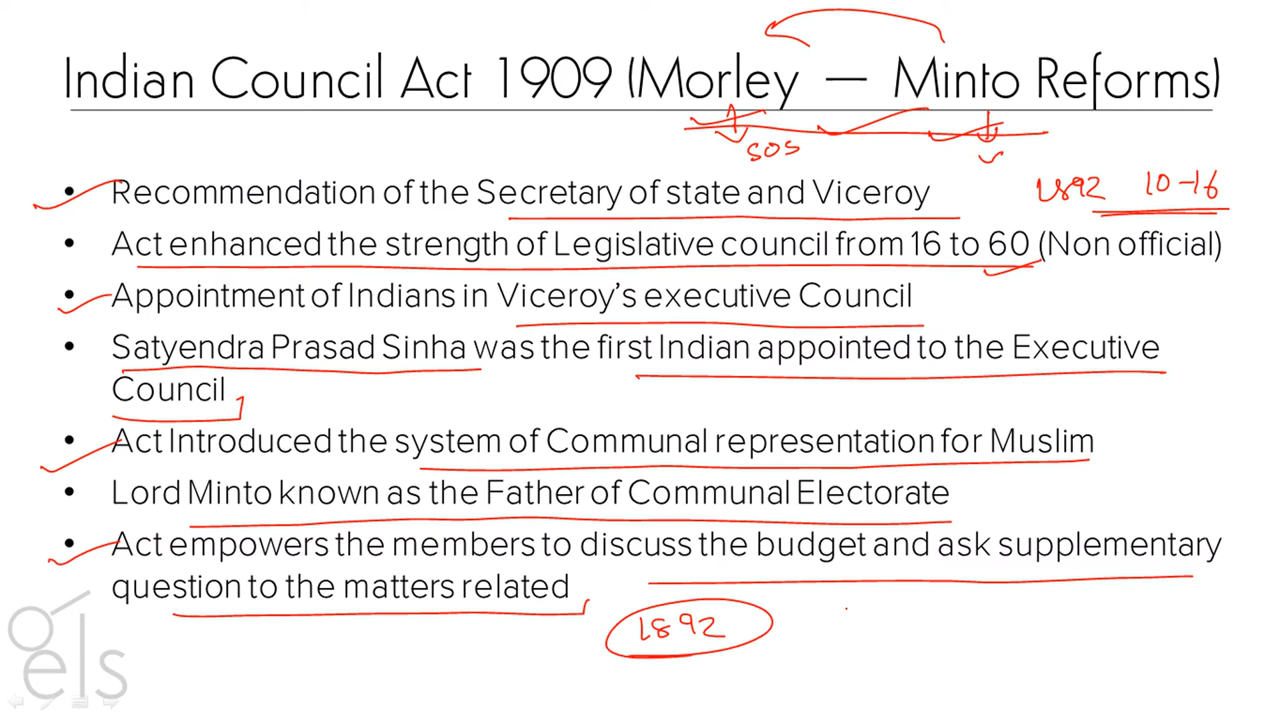 Indian Council Act 1909 (Morley – Minto Reforms)
SOS
1892 10-16
• Recommendation of the Secretary of state and Viceroy
• Act enhanced the strength of Legislative council from 16 to 60 (Non official)
• Appointment of Indians in Viceroy's executive Council
• Satyendra Prasad Sinha was the first Indian appointed to the Executive
Council
• Act Introduced the system of Communal representation for Muslim
• Lord Minto known as the Father of Communal Electorate
• Act empowers the members to discuss the budget and ask supplementary
question to the matters related
1892
gels